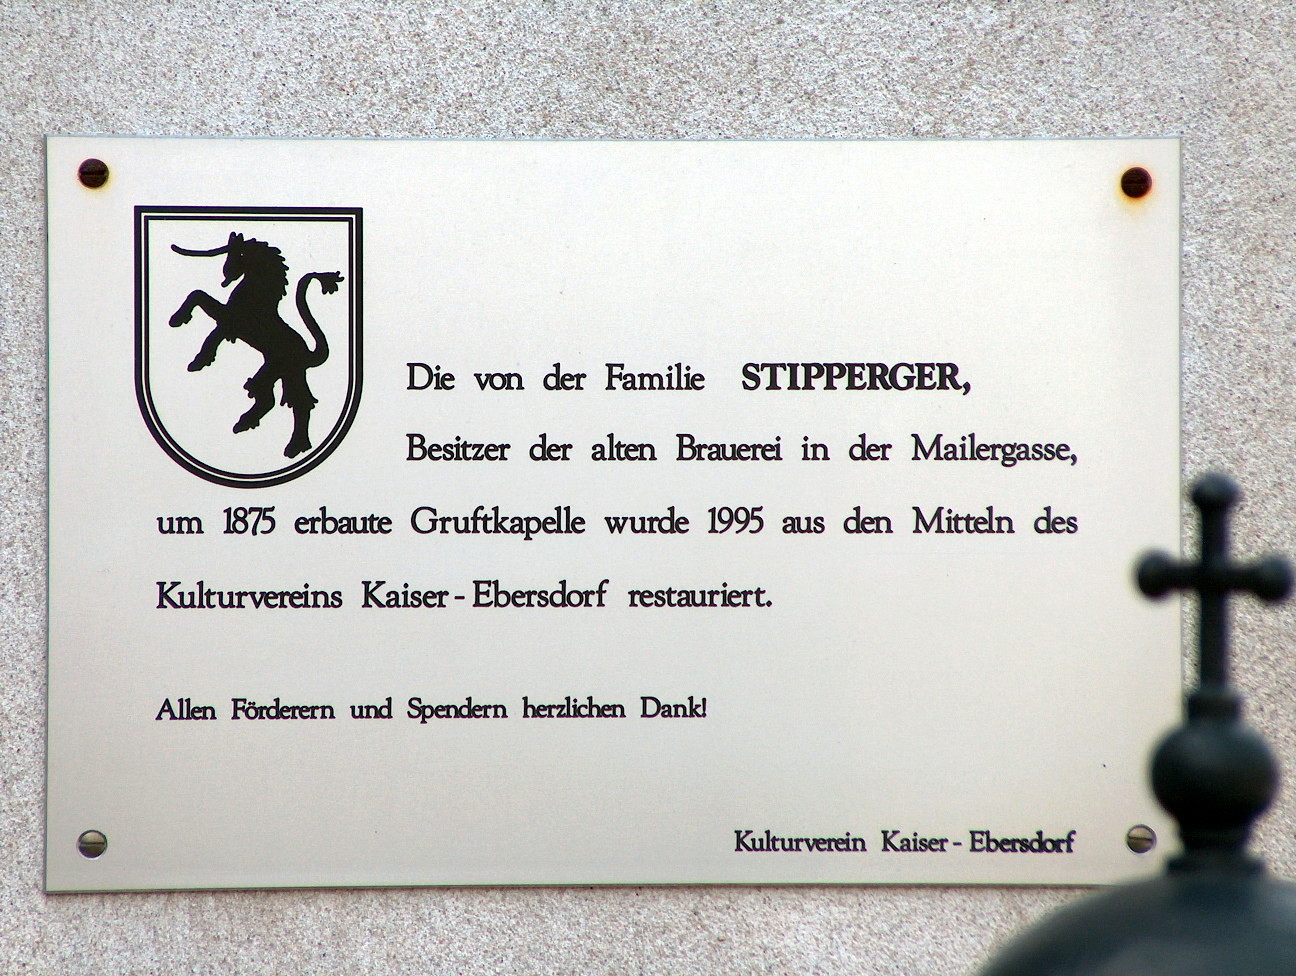 Die von der Familie STIPPERGER,
Besitzer der alten Brauerei in der Mailergasse,
um 1875 erbaute Gruftkapelle wurde 1995 aus den Mitteln des
Kulturvereins Kaiser - Ebersdorf restauriert.
Allen Förderern und Spendern herzlichen Dank!
Kulturverein Kaiser - Ebersdorf